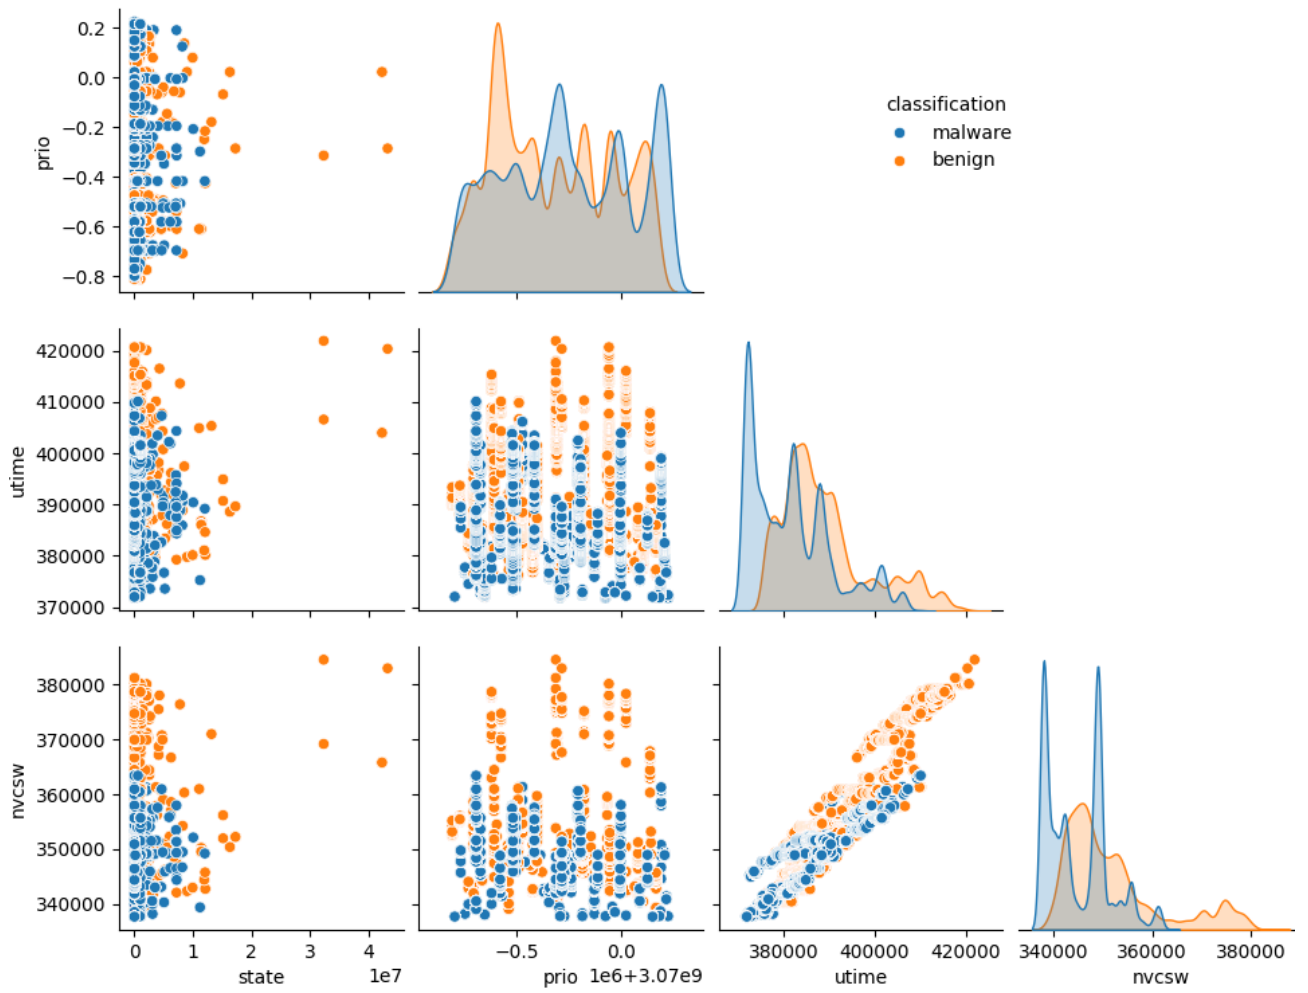 0.2
0.0
−0.2
−0.4
−0.6
−0.8
prio
classification
malware
benign
420000
410000
400000
390000
380000
370000
utime
380000
370000
360000
350000
340000
nvcsw
0 1 2 3 4
1e7
state
−0.5 0.0
prio 1e6+3.07e9
380000 400000 420000
utime
340000 360000 380000
nvcsw